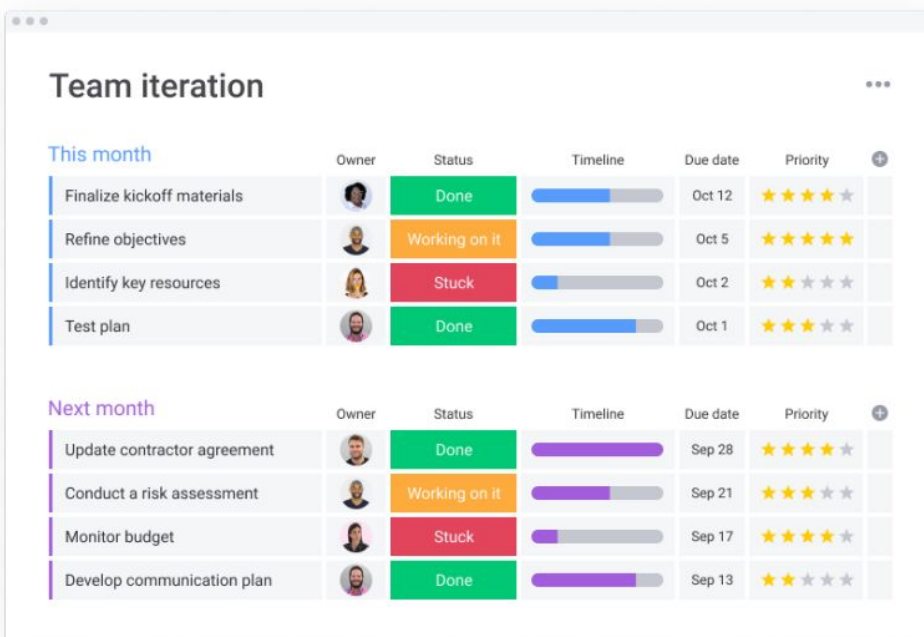 Team iteration
This month Owner Status Timeline Due date Priority
Finalize kickoff materials Done Oct 12
Refine objectives Working on it Oct 5
Identify key resources Stuck Oct 2
Test plan Done Oct 1
Next month Owner Status Timeline Due date Priority
Update contractor agreement Done Sep 28
Conduct a risk assessment Working on it Sep 21
Monitor budget Stuck Sep 17
Develop communication plan Done Sep 13